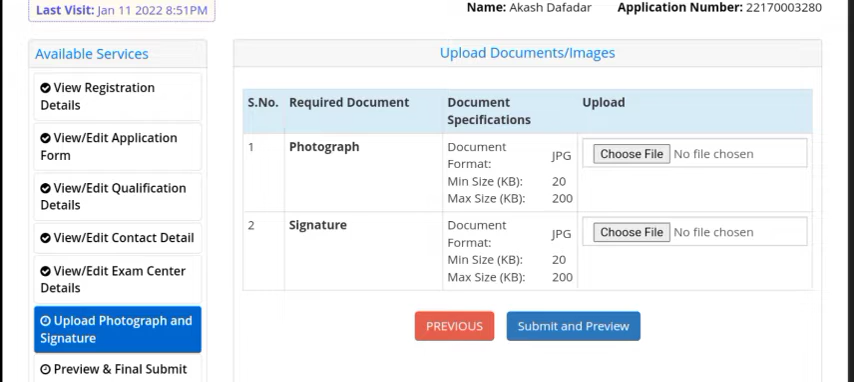 Last Visit: Jan 11 2022 8:51PM
Name: Akash Dafadar Application Number: 22170003280
Available Services
View Registration
Details
View/Edit Application
Form
View/Edit Qualification
Details
View/Edit Contact Detail
View/Edit Exam Center
Details
Upload Photograph and
Signature
Preview & Final Submit
Upload Documents/Images
S.No. Required Document Document Specifications Upload
1 Photograph Document Format: JPG Choose File No file chosen
Min Size (KB): 20
Max Size (KB): 200
2 Signature Document Format: JPG Choose File No file chosen
Min Size (KB): 20
Max Size (KB): 200
PREVIOUS Submit and Preview